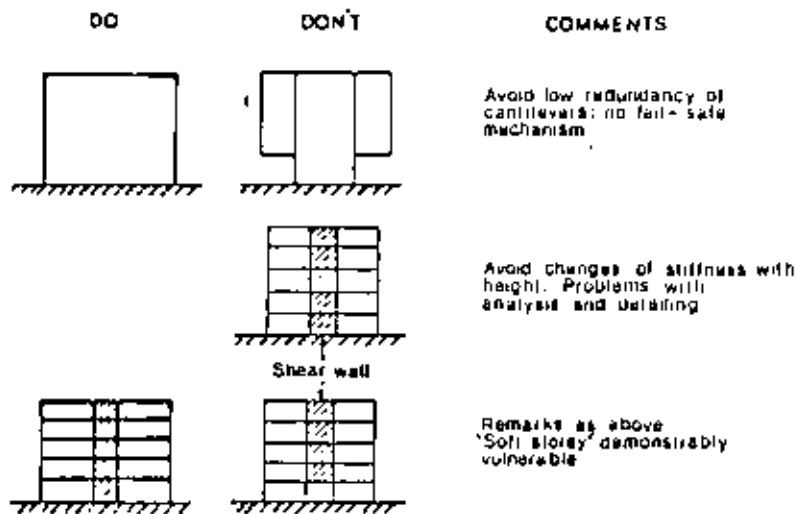 DO DON'T COMMENTS
Avoid low redundancy of
cantilevers: no fail-safe
mechanism
Avoid changes of stiffness with
height. Problems with
analysis and detailing
Shear wall
Remarks as above
'Soft storey' demonstrably
vulnerable